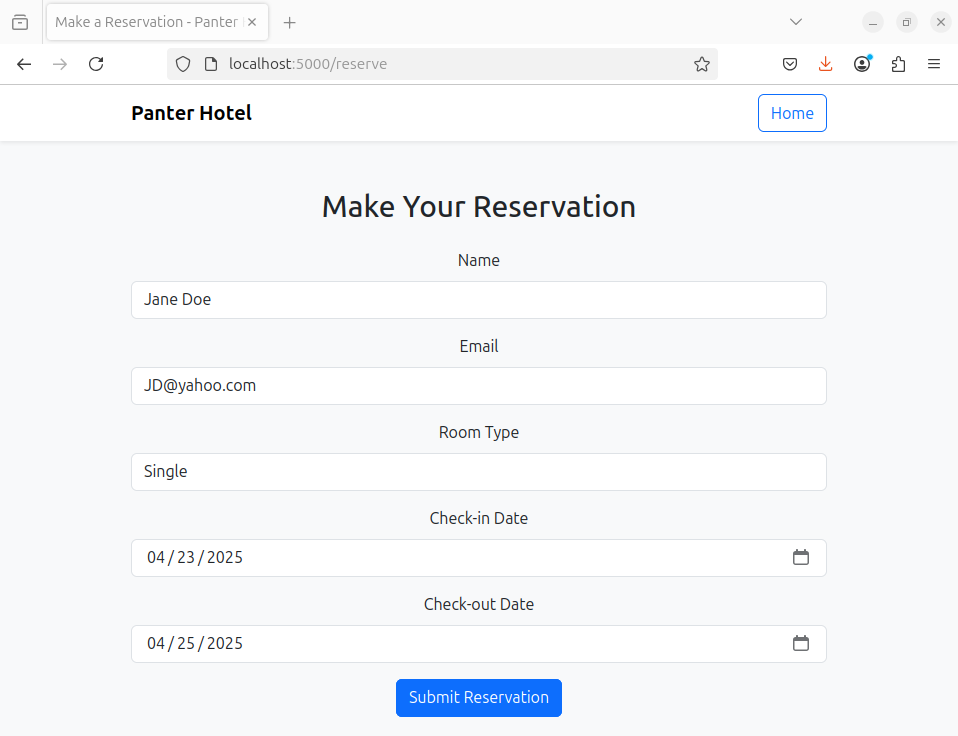 Make a Reservation - Panter
localhost:5000/reserve
Panter Hotel
Home
Make Your Reservation
Name
Jane Doe
Email
JD@yahoo.com
Room Type
Single
Check-in Date
04 / 23 / 2025
Check-out Date
04 / 25 / 2025
Submit Reservation